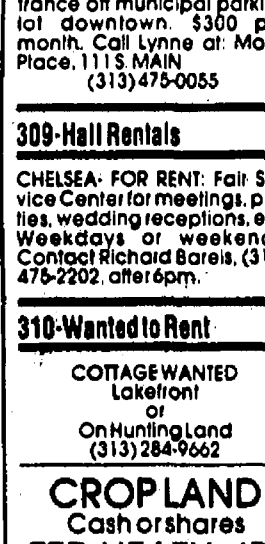 trance off municipal parki
lot downtown. $300 p
month. Call Lynne at: Mo
Place, 111 S. MAIN
(313) 475-0055
309-Hall Rentals
CHELSEA: FOR RENT: Fair S
vice Center for meetings, p
ties, wedding receptions, e
Weekdays or weekend
Contact Richard Bareis, (31
475-2202, after 6pm.
310-Wanted to Rent
COTTAGE WANTED
Lakefront
or
On Hunting Land
(313) 284-9662
CROPLAND
Cash or shares